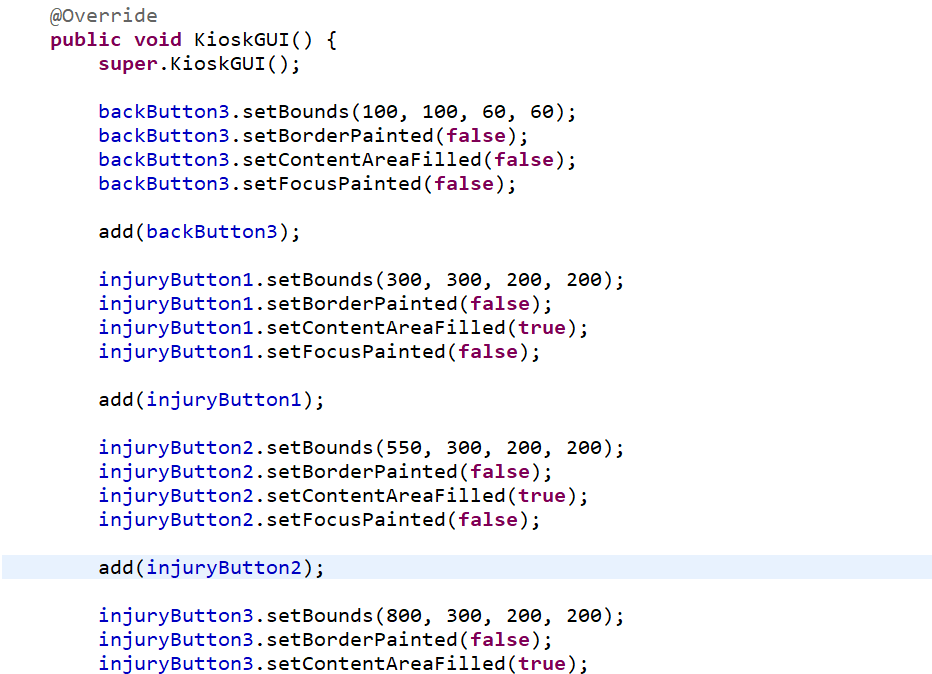 @Override
public void KioskGUI() {
super.KioskGUI();
backButton3.setBounds(100, 100, 60, 60);
backButton3.setBorderPainted(false);
backButton3.setContentAreaFilled(false);
backButton3.setFocusPainted(false);
add(backButton3);
injuryButton1.setBounds(300, 300, 200, 200);
injuryButton1.setBorderPainted(false);
injuryButton1.setContentAreaFilled(true);
injuryButton1.setFocusPainted(false);
add(injuryButton1);
injuryButton2.setBounds(550, 300, 200, 200);
injuryButton2.setBorderPainted(false);
injuryButton2.setContentAreaFilled(true);
injuryButton2.setFocusPainted(false);
add(injuryButton2);
injuryButton3.setBounds(800, 300, 200, 200);
injuryButton3.setBorderPainted(false);
injuryButton3.setContentAreaFilled(true);